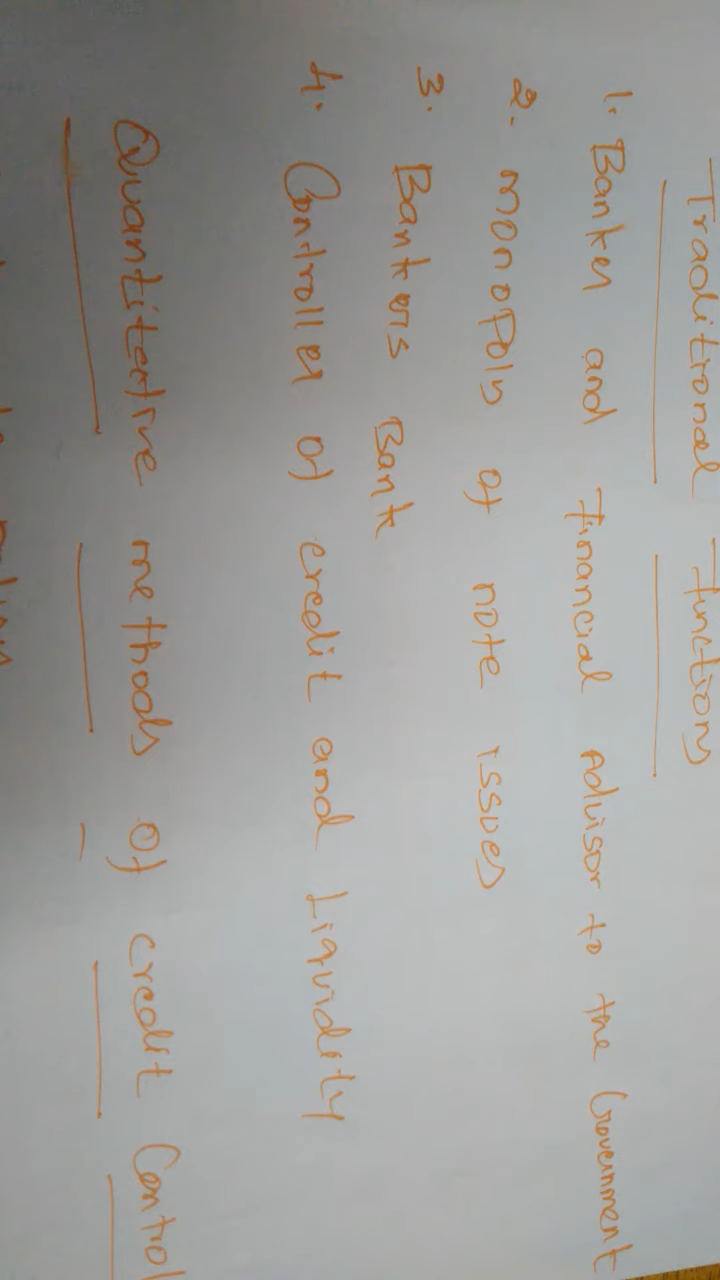 Traditional Functions
1. Banker and Financial Advisor to the Government
2. monopoly of note issues
3. Bankers Bank
4. Controller of credit and Liquidity
Quantitative methods of credit Control